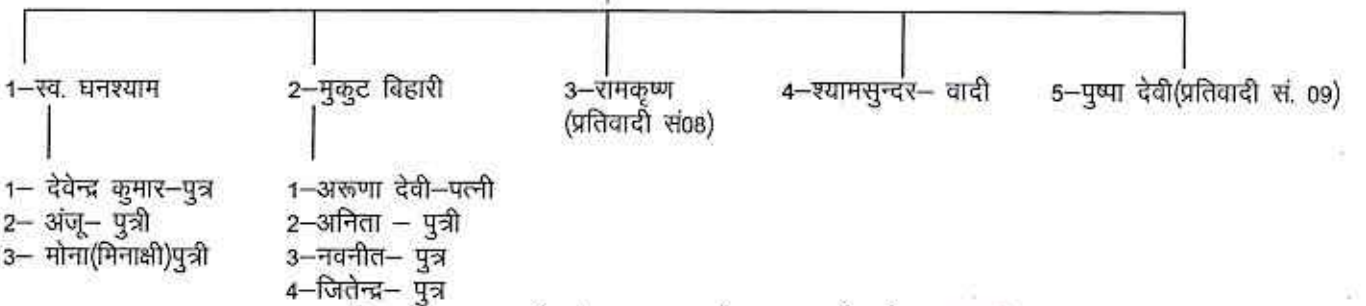 1–स्व. घनश्याम 2–मुकुट बिहारी 3–रामकृष्ण 4–श्यामसुन्दर– वादी 5–पुष्पा देवी(प्रतिवादी सं. 09)
(प्रतिवादी सं08)
1– देवेन्द्र कुमार–पुत्र 1–अरूणा देवी–पत्नी
2– अंजू– पुत्री 2–अनिता – पुत्री
3– मोना(मिनाक्षी)पुत्री 3–नवनीत– पुत्र
4–जितेन्द्र– पुत्र